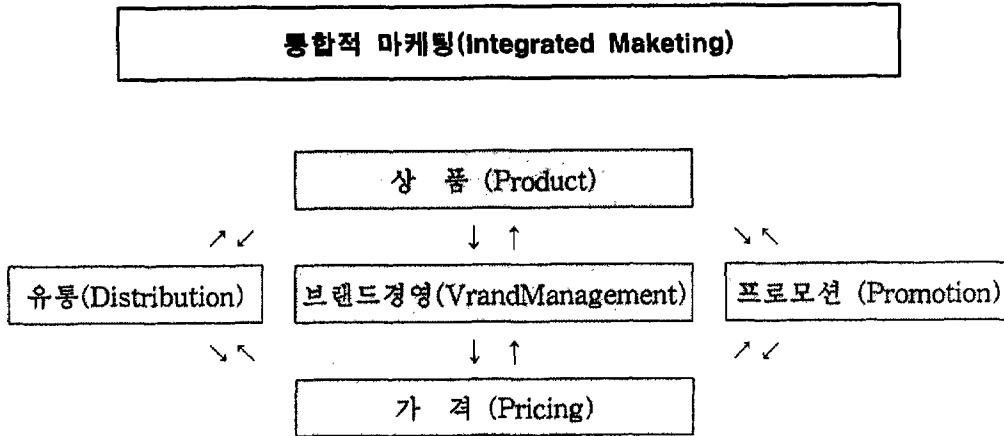 통합적 마케팅(Integrated Maketing)
상 품 (Product)
↗ ↙ ↓ ↑ ↘ ↖
유통(Distribution) 브랜드경영(VrandManagement) 프로모션 (Promotion)
↘ ↖ ↓ ↑ ↗ ↙
가 격 (Pricing)